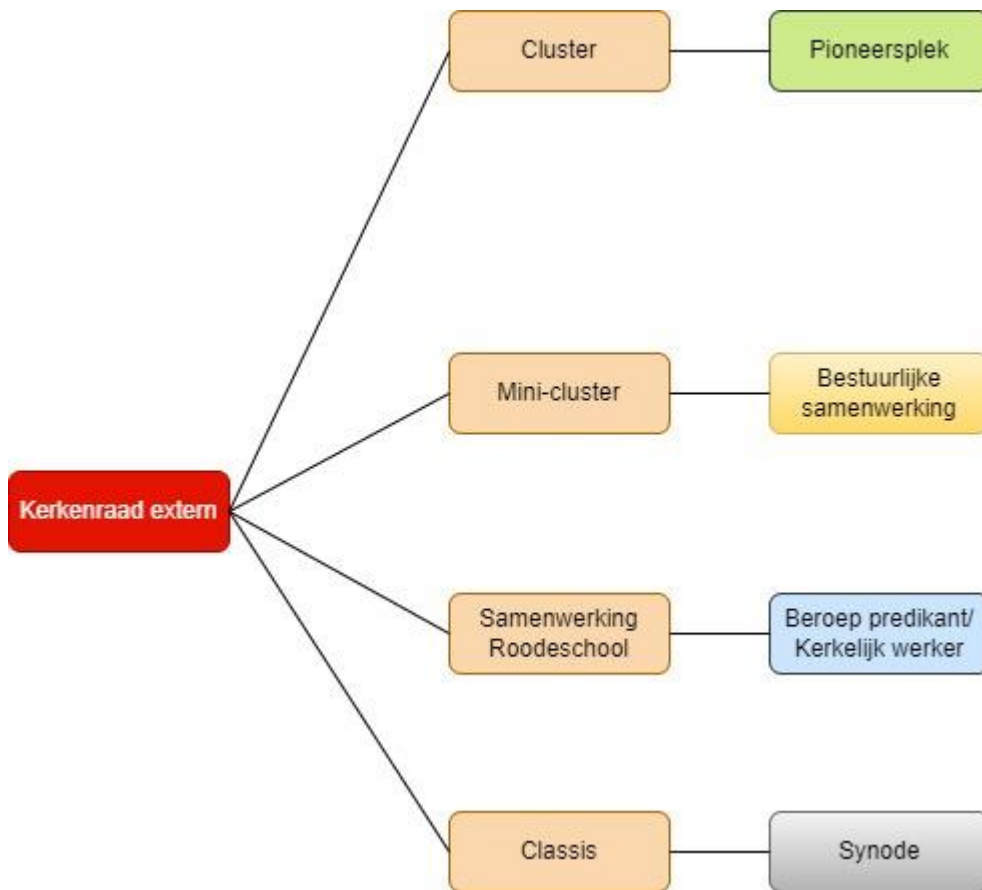 Cluster
Pioneersplek
Mini-cluster
Bestuurlijke
samenwerking
Kerkenraad extern
Samenwerking
Roodeschool
Beroep predikant/
Kerkelijk werker
Classis
Synode